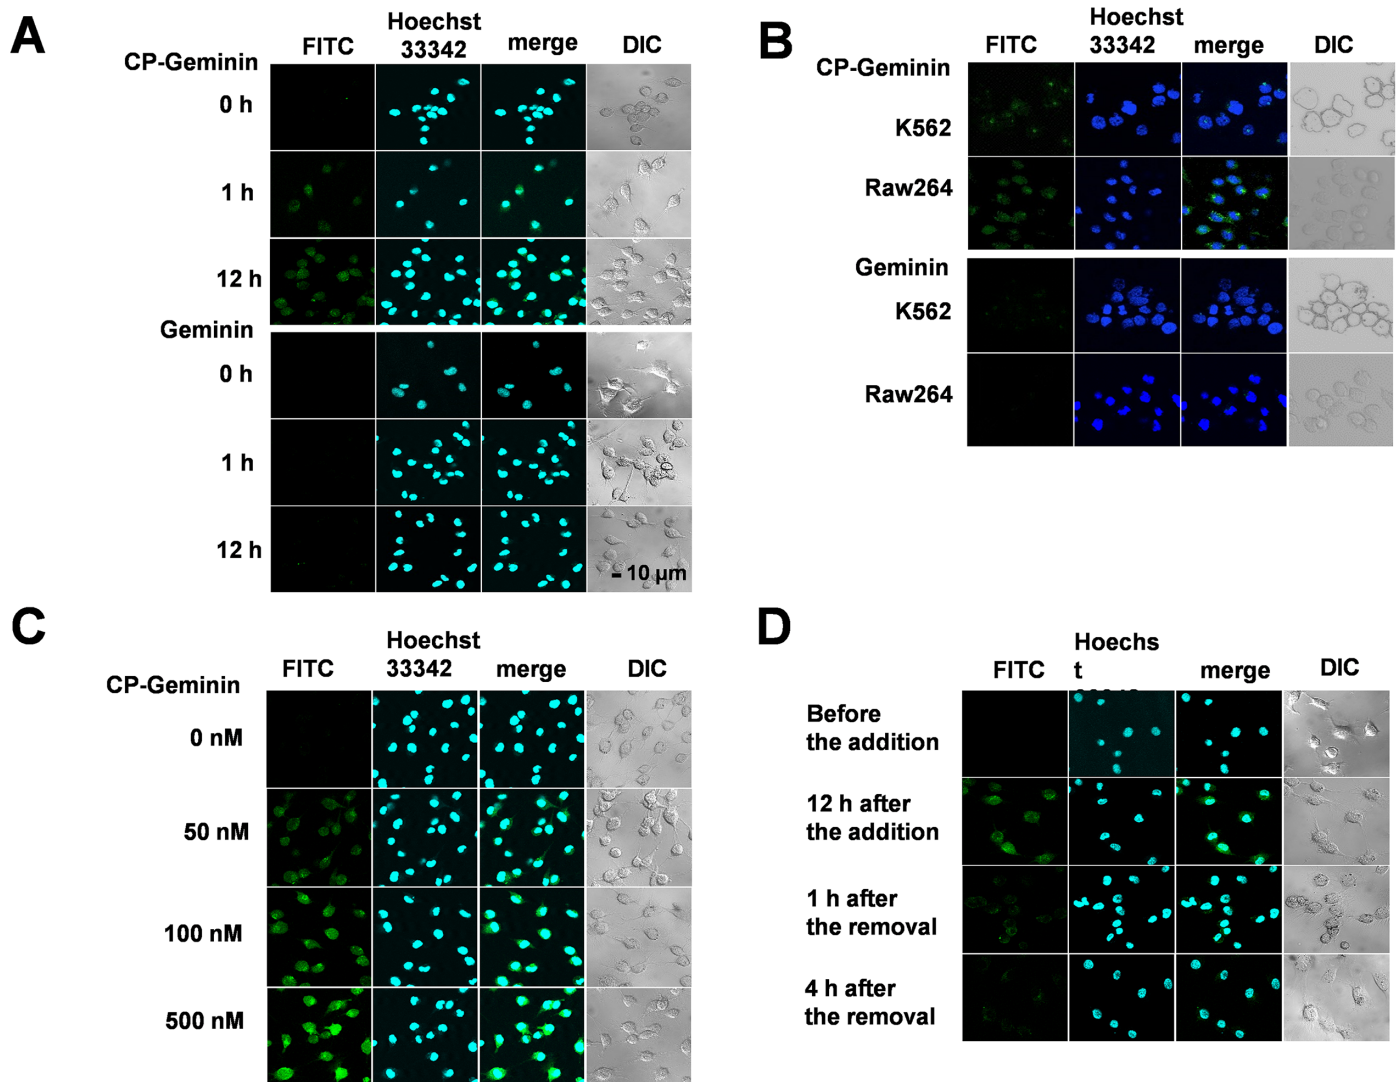 A
FITC
Hoechst
33342
merge
DIC
CP-Geminin
0 h
1 h
12 h
Geminin
0 h
1 h
12 h
10 µm
B
FITC
Hoechst
33342
merge
DIC
CP-Geminin
K562
Raw264
Geminin
K562
Raw264
C
FITC
Hoechst
33342
merge
DIC
CP-Geminin
0 nM
50 nM
100 nM
500 nM
D
FITC
Hoechs
t
merge
DIC
Before
the addition
12 h after
the addition
1 h after
the removal
4 h after
the removal